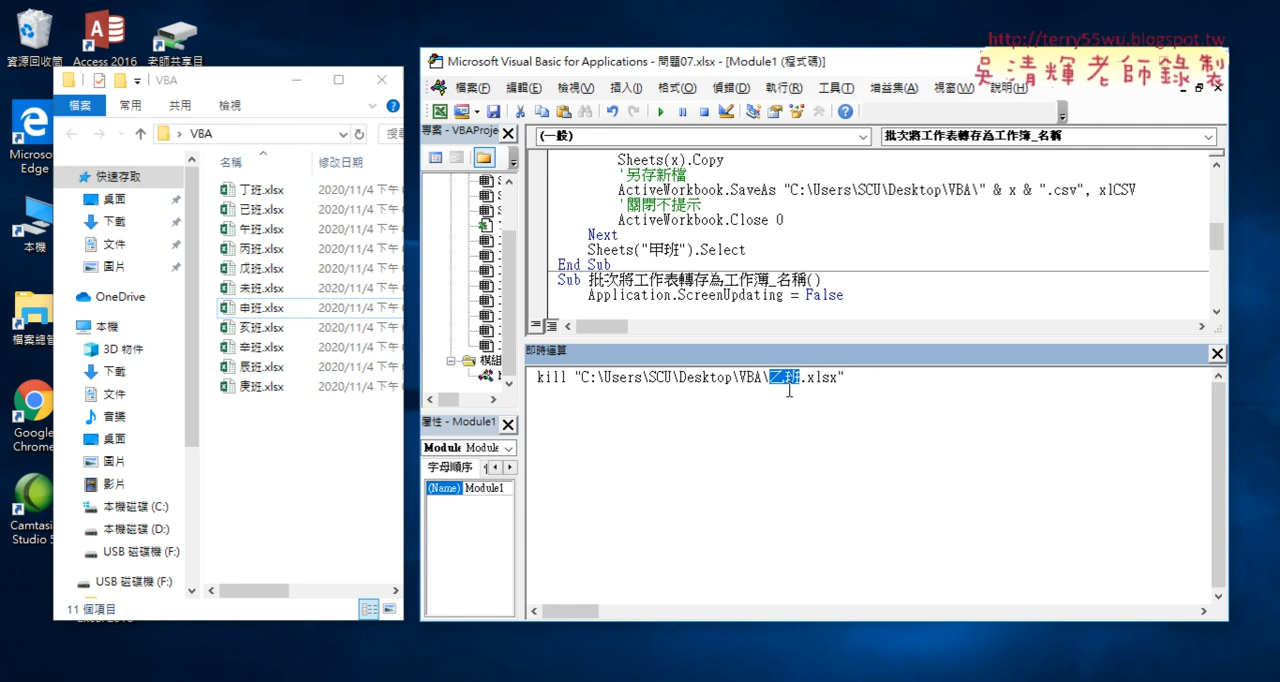 資源回收筒
Access 2016
老師共享目
Microso
Edge
本機
檔案總管
Google
Chrome
Camtasi
Studio
http://terry55wu.blogspot.tw
吳清輝老師錄製
VBA
檔案 常用 共用 檢視
VBA
搜尋
名稱 修改日期
快速存取
桌面
下載
文件
圖片
OneDrive
本機
3D 物件
下載
文件
音樂
桌面
圖片
影片
本機磁碟 (C:)
本機磁碟 (D:)
USB 磁碟機 (F:)
USB 磁碟機 (F:)
丁班.xlsx 2020/11/4 下午
已班.xlsx 2020/11/4 下午
午班.xlsx 2020/11/4 下午
丙班.xlsx 2020/11/4 下午
戊班.xlsx 2020/11/4 下午
未班.xlsx 2020/11/4 下午
申班.xlsx 2020/11/4 下午
亥班.xlsx 2020/11/4 下午
辛班.xlsx 2020/11/4 下午
辰班.xlsx 2020/11/4 下午
庚班.xlsx 2020/11/4 下午
11 個項目
Microsoft Visual Basic for Applications - 問題07.xlsx - [Module1 (程式碼)]
檔案(F) 編輯(E) 檢視(V) 插入(I) 格式(O) 偵錯(D) 執行(R) 工具(T) 增益集(A) 視窗(W) 說明(H)
專案 - VBAProje
模組
屬性 - Module1
Module Module
字母順序
(Name) Module1
(一般) 批次將工作表轉存為工作簿_名稱
Sheets(x).Copy
'另存新檔
ActiveWorkbook.SaveAs "C:\Users\SCU\Desktop\VBA\" & x & ".csv", xlCSV
'關閉不提示
ActiveWorkbook.Close 0
Next
Sheets("甲班").Select
End Sub
Sub 批次將工作表轉存為工作簿_名稱()
Application.ScreenUpdating = False
即時運算
kill "C:\Users\SCU\Desktop\VBA\乙班.xlsx"